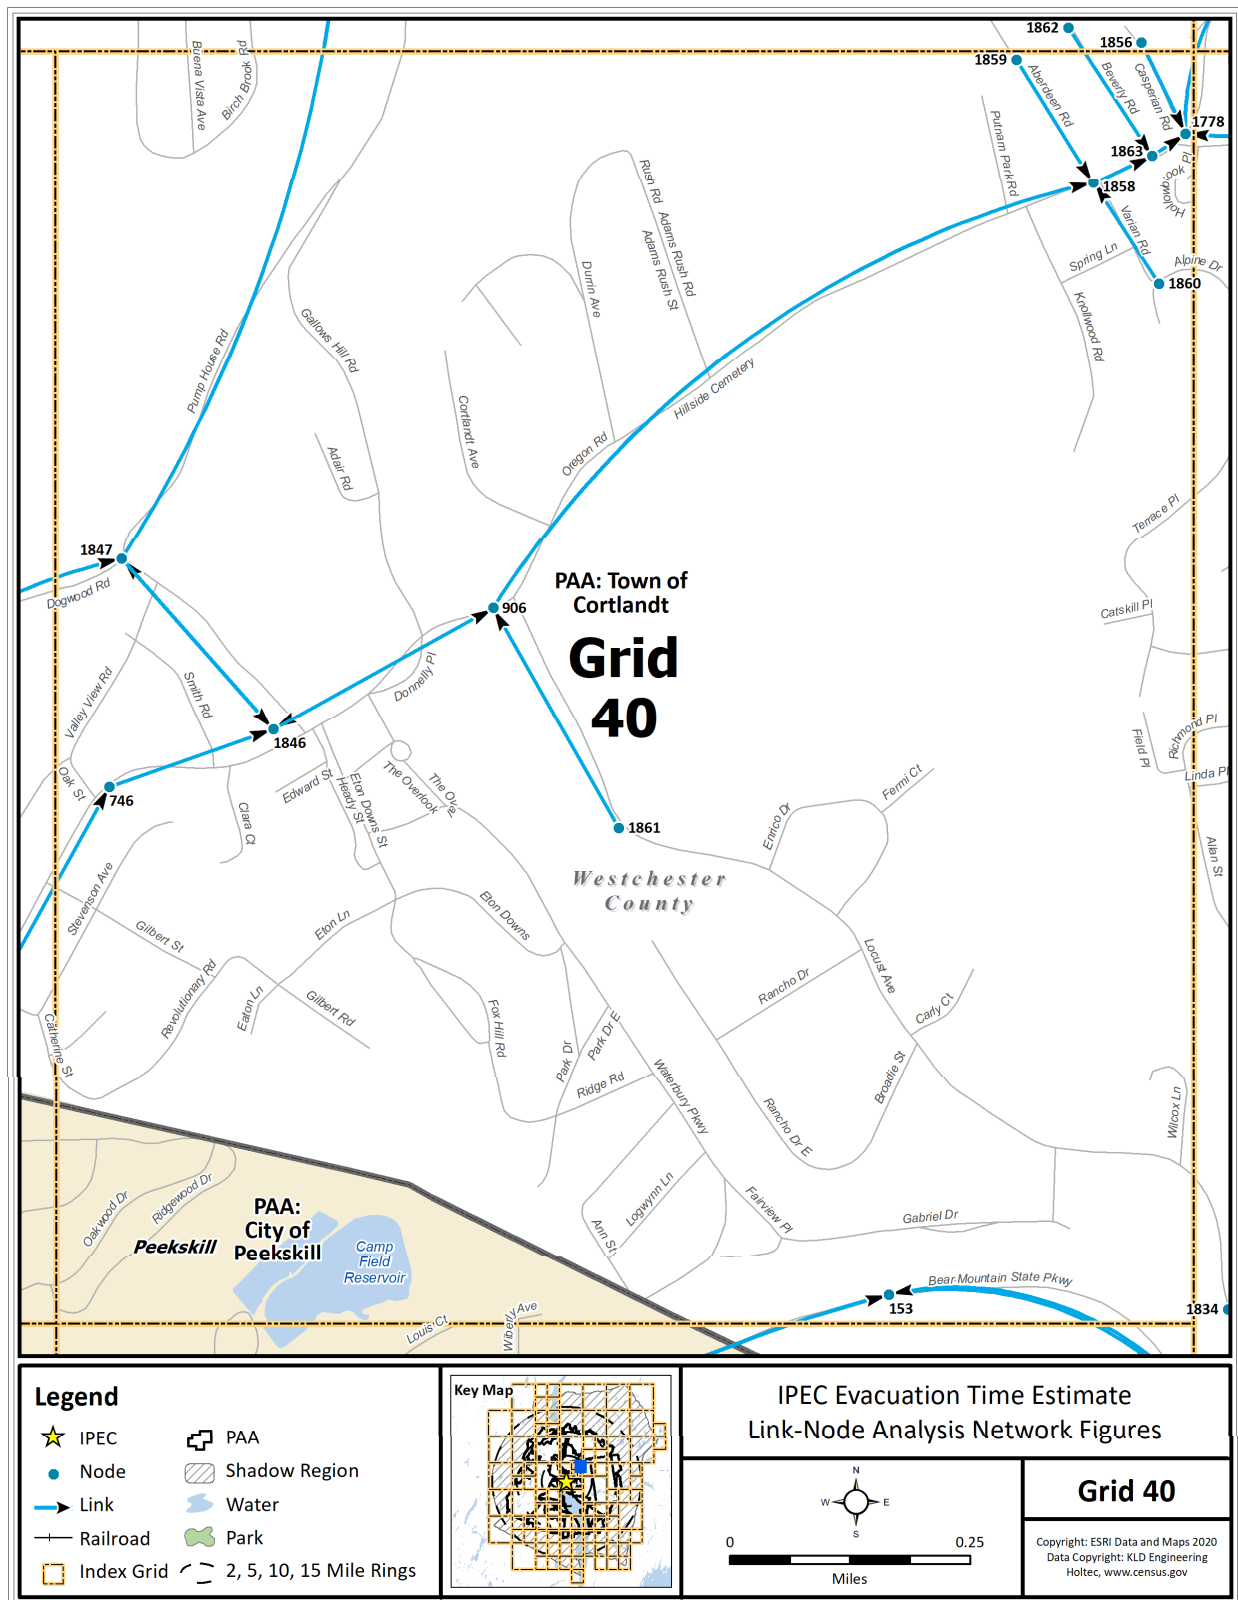 1862
1856
1859
1778
Buena Vista Ave
Birch Brook Rd
Aberdeen Rd
Beverly Rd
Casperian Rd
Putnam Park Rd
1863
1858
Hollowbrook Pl
Rush Rd
Adams Rush Rd
Adams Rush St
Varian Rd
Spring Ln
Alpine Dr
1860
Durrin Ave
Gallows Hill Rd
Knollwood Rd
Pump House Rd
Hillside Cemetery
Cortlandt Ave
Oregon Rd
Adair Rd
Terrace Pl
1847
Dogwood Rd
PAA: Town of
Cortlandt
906
Catskill Pl
Grid
40
Donnelly Pl
Smith Rd
Valley View Rd
1846
Field Pl
Richmond Pl
Linda Pl
Oak St
746
Edward St
Eton Downs St
Heady St
The Overlook
The Ove
Fermi Ct
Clara Ct
1861
Enrico Dr
Allan St
Westchester
County
Stevenson Ave
Gilbert St
Eton Ln
Eton Downs
Revolutionary Rd
Eaton Ln
Gilbert Rd
Rancho Dr
Locust Ave
Carly Ct
Fox Hill Rd
Catherine St
Park Dr
Park Dr E
Ridge Rd
Waterbury Pkwy
Broadie St
Rancho Dr E
Wilcox Ln
Oakwood Dr
Ridgewood Dr
PAA:
City of
Peekskill
Peekskill
Logwynn Ln
Ann St
Fairview Pl
Gabriel Dr
Camp
Field
Reservoir
Bear Mountain State Pkwy
153
1834
Louis Ct
Wiberly Ave
Legend
IPEC
PAA
Node
Shadow Region
Link
Water
Railroad
Park
Index Grid
2, 5, 10, 15 Mile Rings
Key Map
IPEC Evacuation Time Estimate
Link-Node Analysis Network Figures
N
W
E
S
0
0.25
Miles
Grid 40
Copyright: ESRI Data and Maps 2020
Data Copyright: KLD Engineering
Holtec, www.census.gov